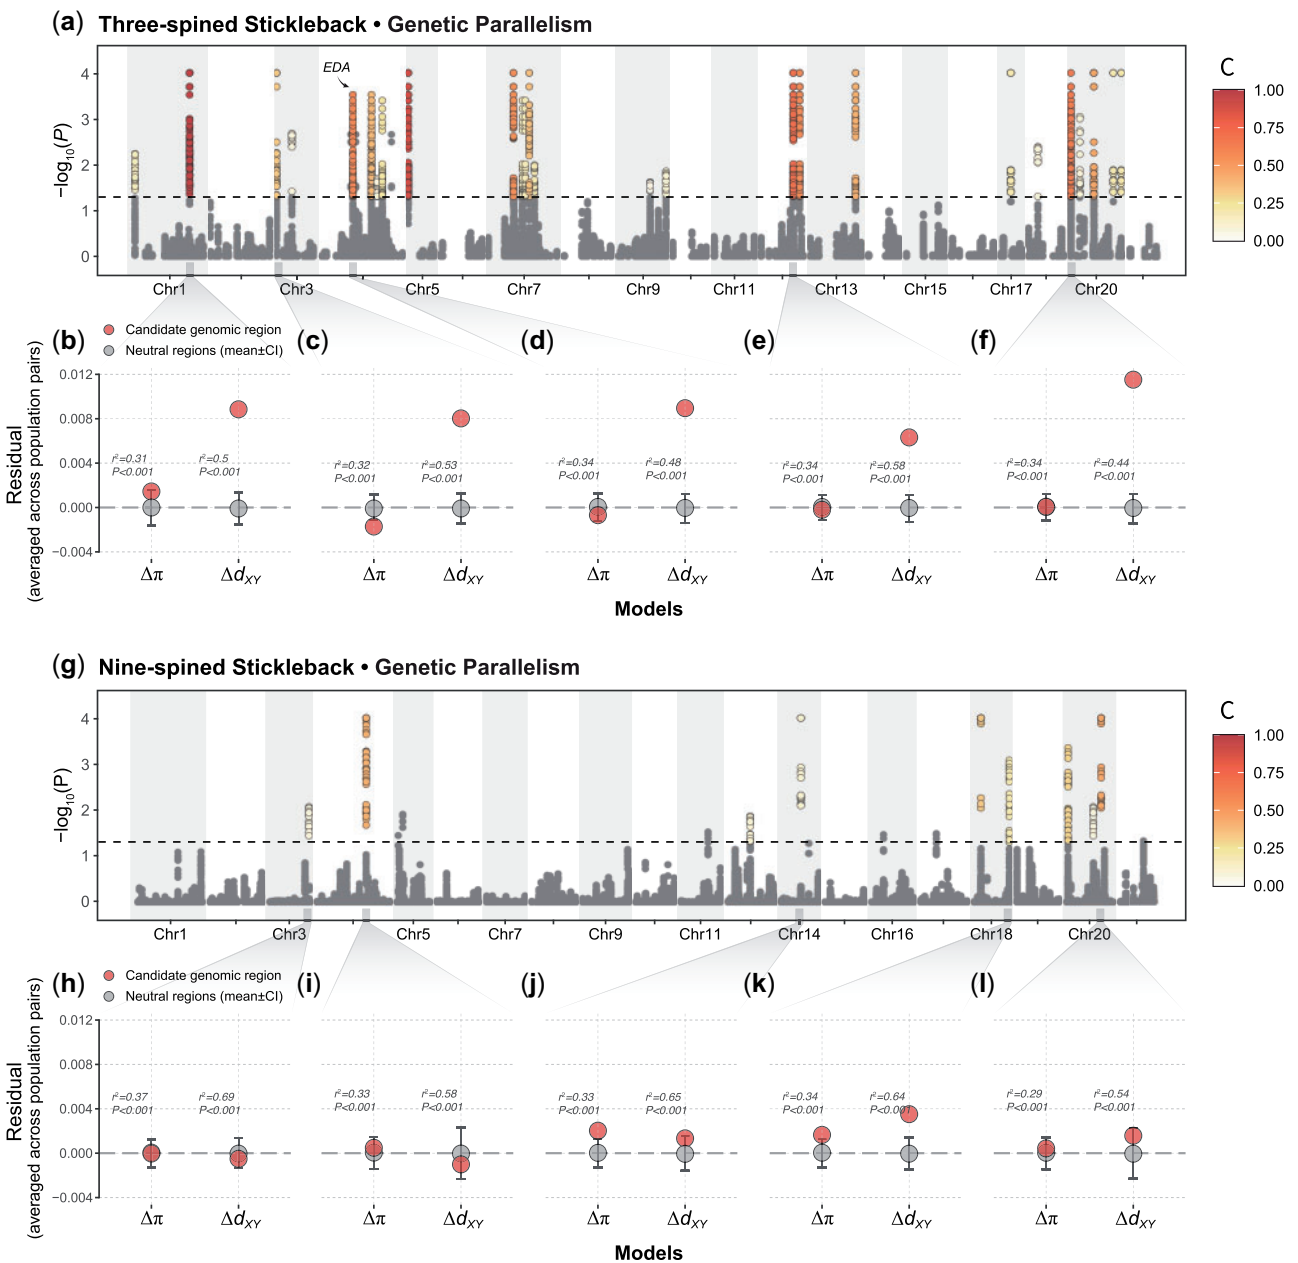 (a) Three-spined Stickleback • Genetic Parallelism
EDA
C
4
3
2
1
0
−log10(P)
1.00
0.75
0.50
0.25
0.00
Chr1 Chr3 Chr5 Chr7 Chr9 Chr11 Chr13 Chr15 Chr17 Chr20
(b) (c) (d) (e) (f)
Candidate genomic region
Neutral regions (mean±CI)
Residual
(averaged across population pairs)
0.012
0.008
0.004
0.000
−0.004
r²=0.31 r²=0.5 r²=0.32 r²=0.53 r²=0.34 r²=0.48 r²=0.34 r²=0.58 r²=0.34 r²=0.44
P<0.001 P<0.001 P<0.001 P<0.001 P<0.001 P<0.001 P<0.001 P<0.001 P<0.001 P<0.001
Δπ ΔdXY Δπ ΔdXY Δπ ΔdXY Δπ ΔdXY Δπ ΔdXY
Models
(g) Nine-spined Stickleback • Genetic Parallelism
C
4
3
2
1
0
−log10(P)
1.00
0.75
0.50
0.25
0.00
Chr1 Chr3 Chr5 Chr7 Chr9 Chr11 Chr14 Chr16 Chr18 Chr20
(h) (i) (j) (k) (l)
Candidate genomic region
Neutral regions (mean±CI)
Residual
(averaged across population pairs)
0.012
0.008
0.004
0.000
−0.004
r²=0.37 r²=0.69 r²=0.33 r²=0.58 r²=0.33 r²=0.65 r²=0.34 r²=0.64 r²=0.29 r²=0.54
P<0.001 P<0.001 P<0.001 P<0.001 P<0.001 P<0.001 P<0.001 P<0.001 P<0.001 P<0.001
Δπ ΔdXY Δπ ΔdXY Δπ ΔdXY Δπ ΔdXY Δπ ΔdXY
Models